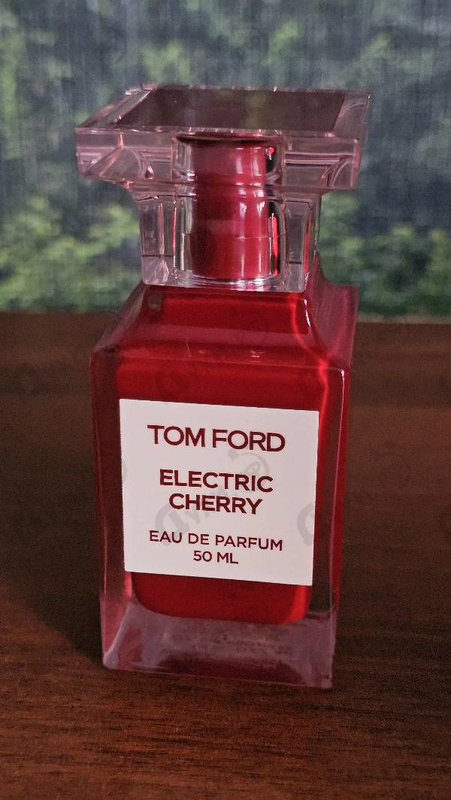 TOM FORD
ELECTRIC
CHERRY
EAU DE PARFUM
50 ML